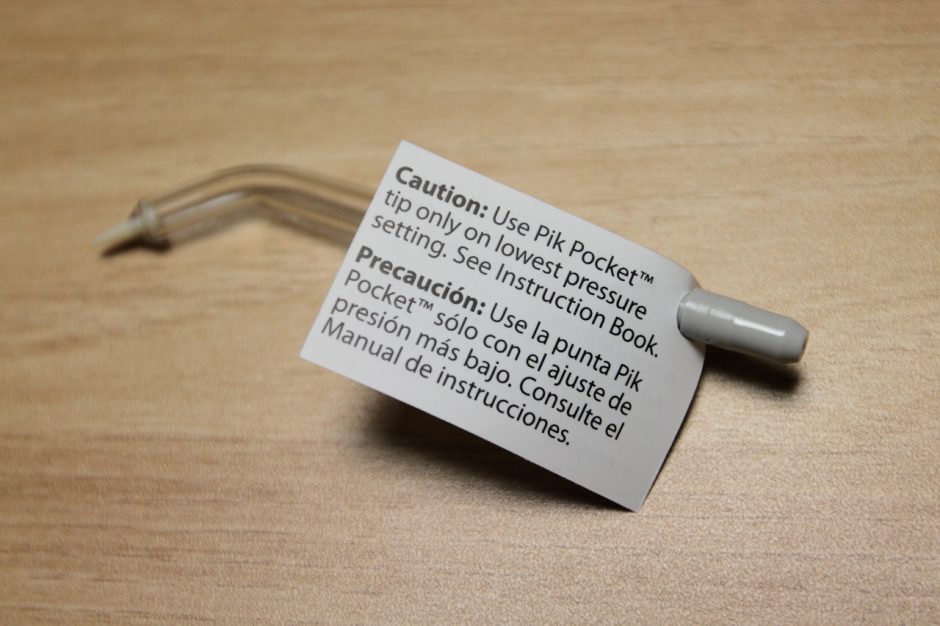 Caution: Use Pik Pocket™
tip only on lowest pressure
setting. See Instruction Book.
Precaución: Use la punta Pik
Pocket™ sólo con el ajuste de
presión más bajo. Consulte el
Manual de instrucciones.